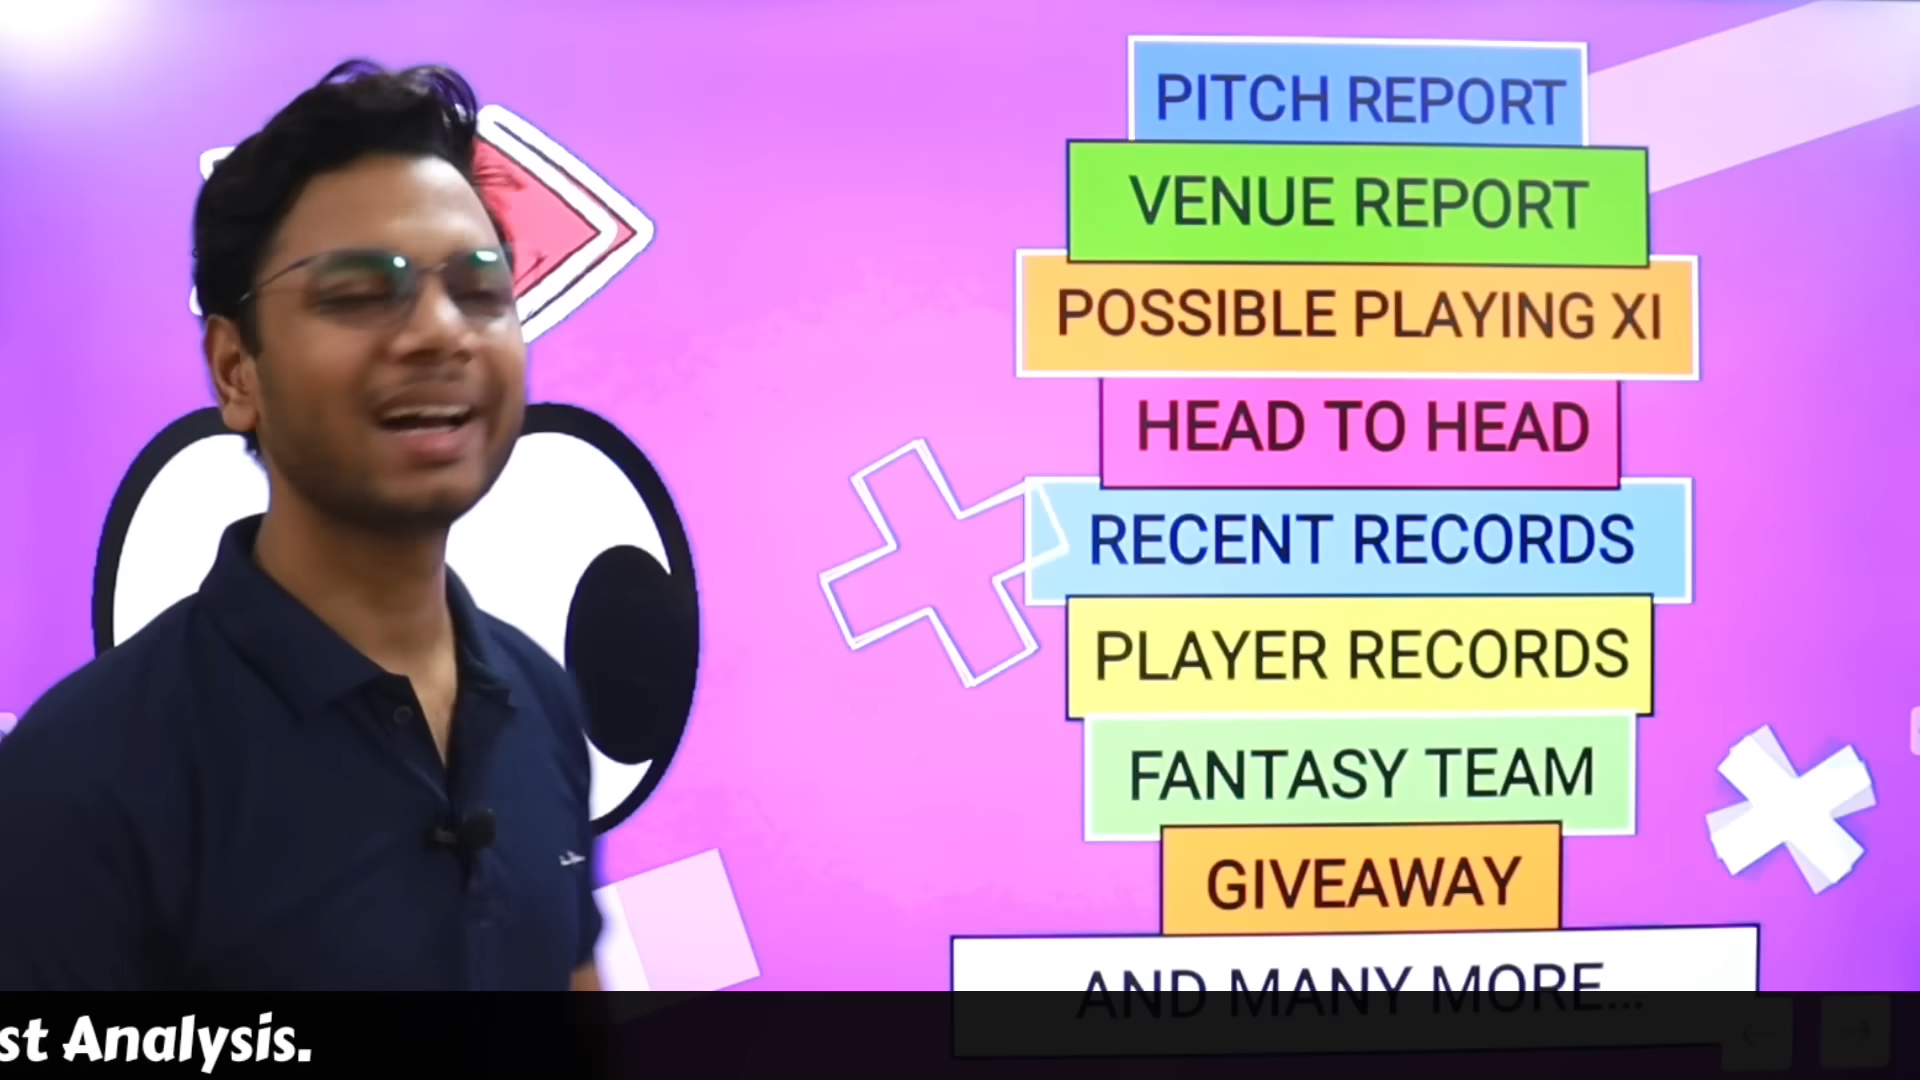 PITCH REPORT
VENUE REPORT
POSSIBLE PLAYING XI
HEAD TO HEAD
RECENT RECORDS
PLAYER RECORDS
FANTASY TEAM
GIVEAWAY
AND MANY MORE...
st Analysis.